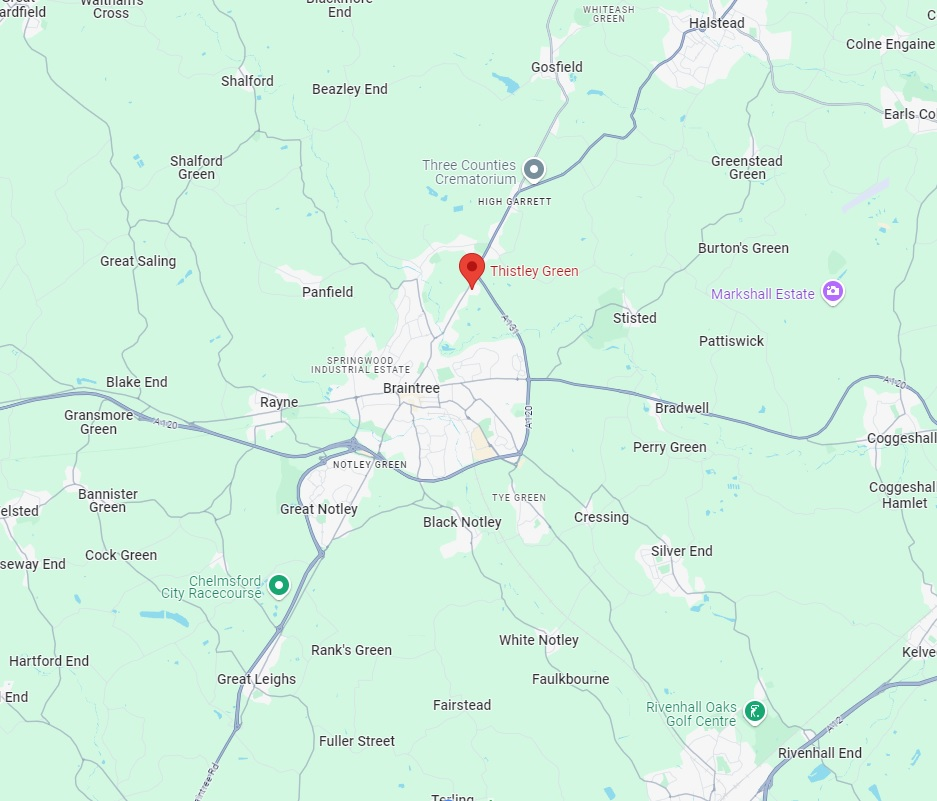 Waltham's
Cross
Blackmore
End
WHITEASH
GREEN
Halstead
ardfield
Colne Engaine
Gosfield
Shalford
Beazley End
Earls Co
Three Counties
Crematorium
Shalford
Green
Greenstead
Green
HIGH GARRETT
Burton's Green
Great Saling
Thistley Green
Panfield
Markshall Estate
Stisted
A131
Pattiswick
SPRINGWOOD
INDUSTRIAL ESTATE
Blake End
Braintree
A120
Rayne
Bradwell
Gransmore
Green
A120
A120
Coggeshall
Perry Green
NOTLEY GREEN
Bannister
Green
Coggeshal
Hamlet
TYE GREEN
elsted
Great Notley
Black Notley
Cressing
Cock Green
Silver End
seway End
Chelmsford
City Racecourse
White Notley
Rank's Green
Kelve
Hartford End
Great Leighs
Faulkbourne
End
Fairstead
Rivenhall Oaks
Golf Centre
A12
Fuller Street
Rivenhall End
aintree Rd
Terling